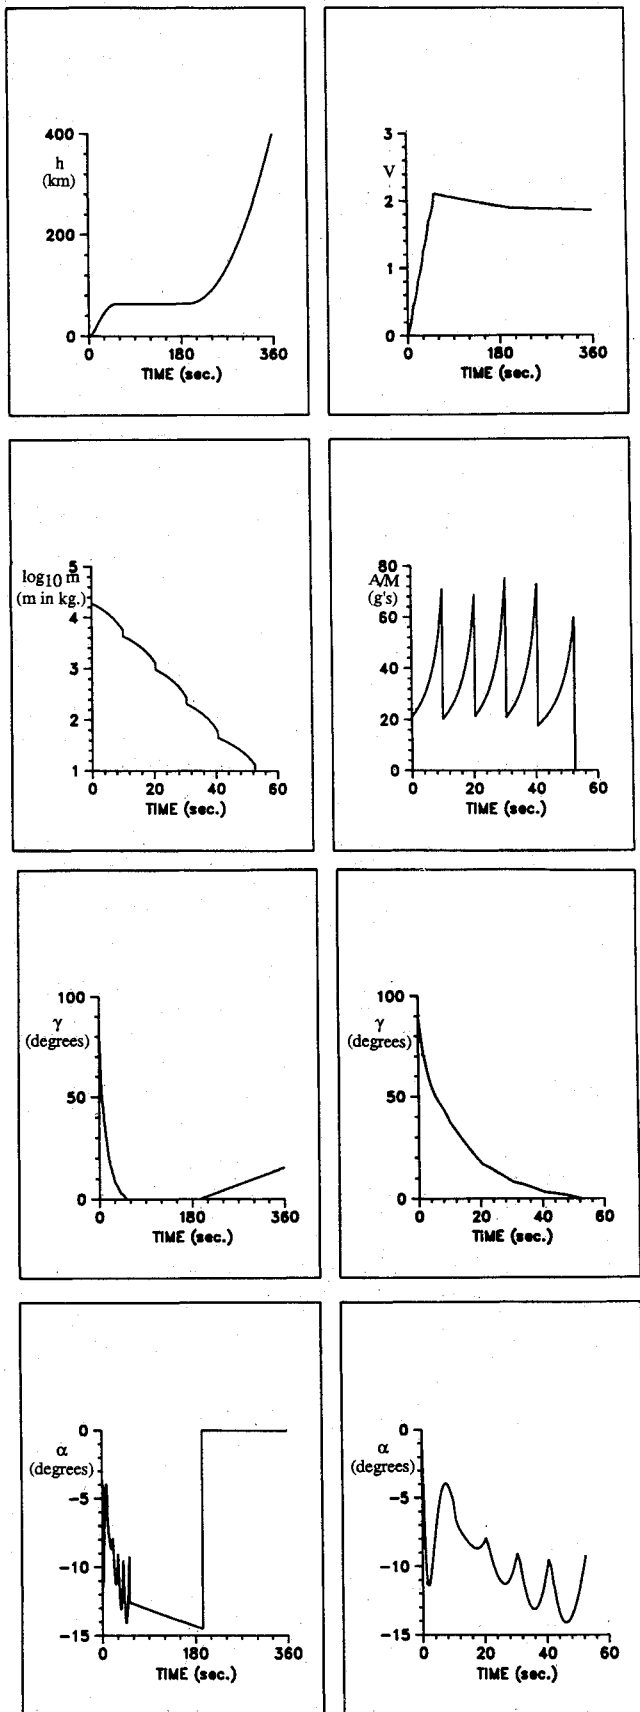 400
h
(km)
200
0
0 180 360
TIME (sec.)
3
V
2
1
0
0 180 360
TIME (sec.)
5
log10 m
(m in kg.)
4
3
2
1
0 20 40 60
TIME (sec.)
80
A/M
(g's)
60
40
20
0
0 20 40 60
TIME (sec.)
100
γ
(degrees)
50
0
0 180 360
TIME (sec.)
100
γ
(degrees)
50
0
0 20 40 60
TIME (sec.)
0
α
(degrees)
-5
-10
-15
0 180 360
TIME (sec.)
0
α
(degrees)
-5
-10
-15
0 20 40 60
TIME (sec.)